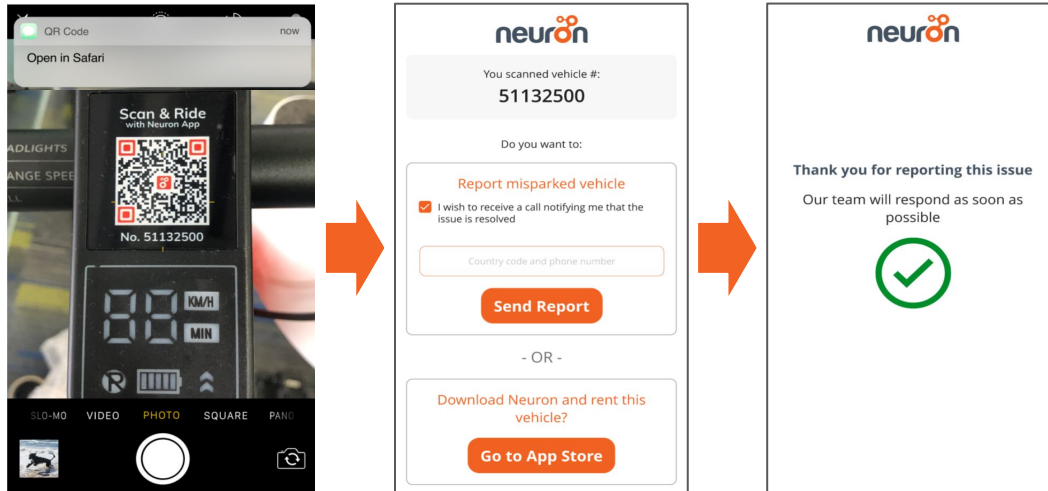 QR Code
now
Open in Safari
Scan & Ride
with Neuron App
ADLIGHTS
ANGE SPEE
LL
No. 51132500
88
KM/H
MIN
R
SLO-MO VIDEO PHOTO SQUARE PANO
neuron
You scanned vehicle #:
51132500
Do you want to:
Report misparked vehicle
I wish to receive a call notifying me that the
issue is resolved
Country code and phone number
Send Report
- OR -
Download Neuron and rent this
vehicle?
Go to App Store
neuron
Thank you for reporting this issue
Our team will respond as soon as
possible